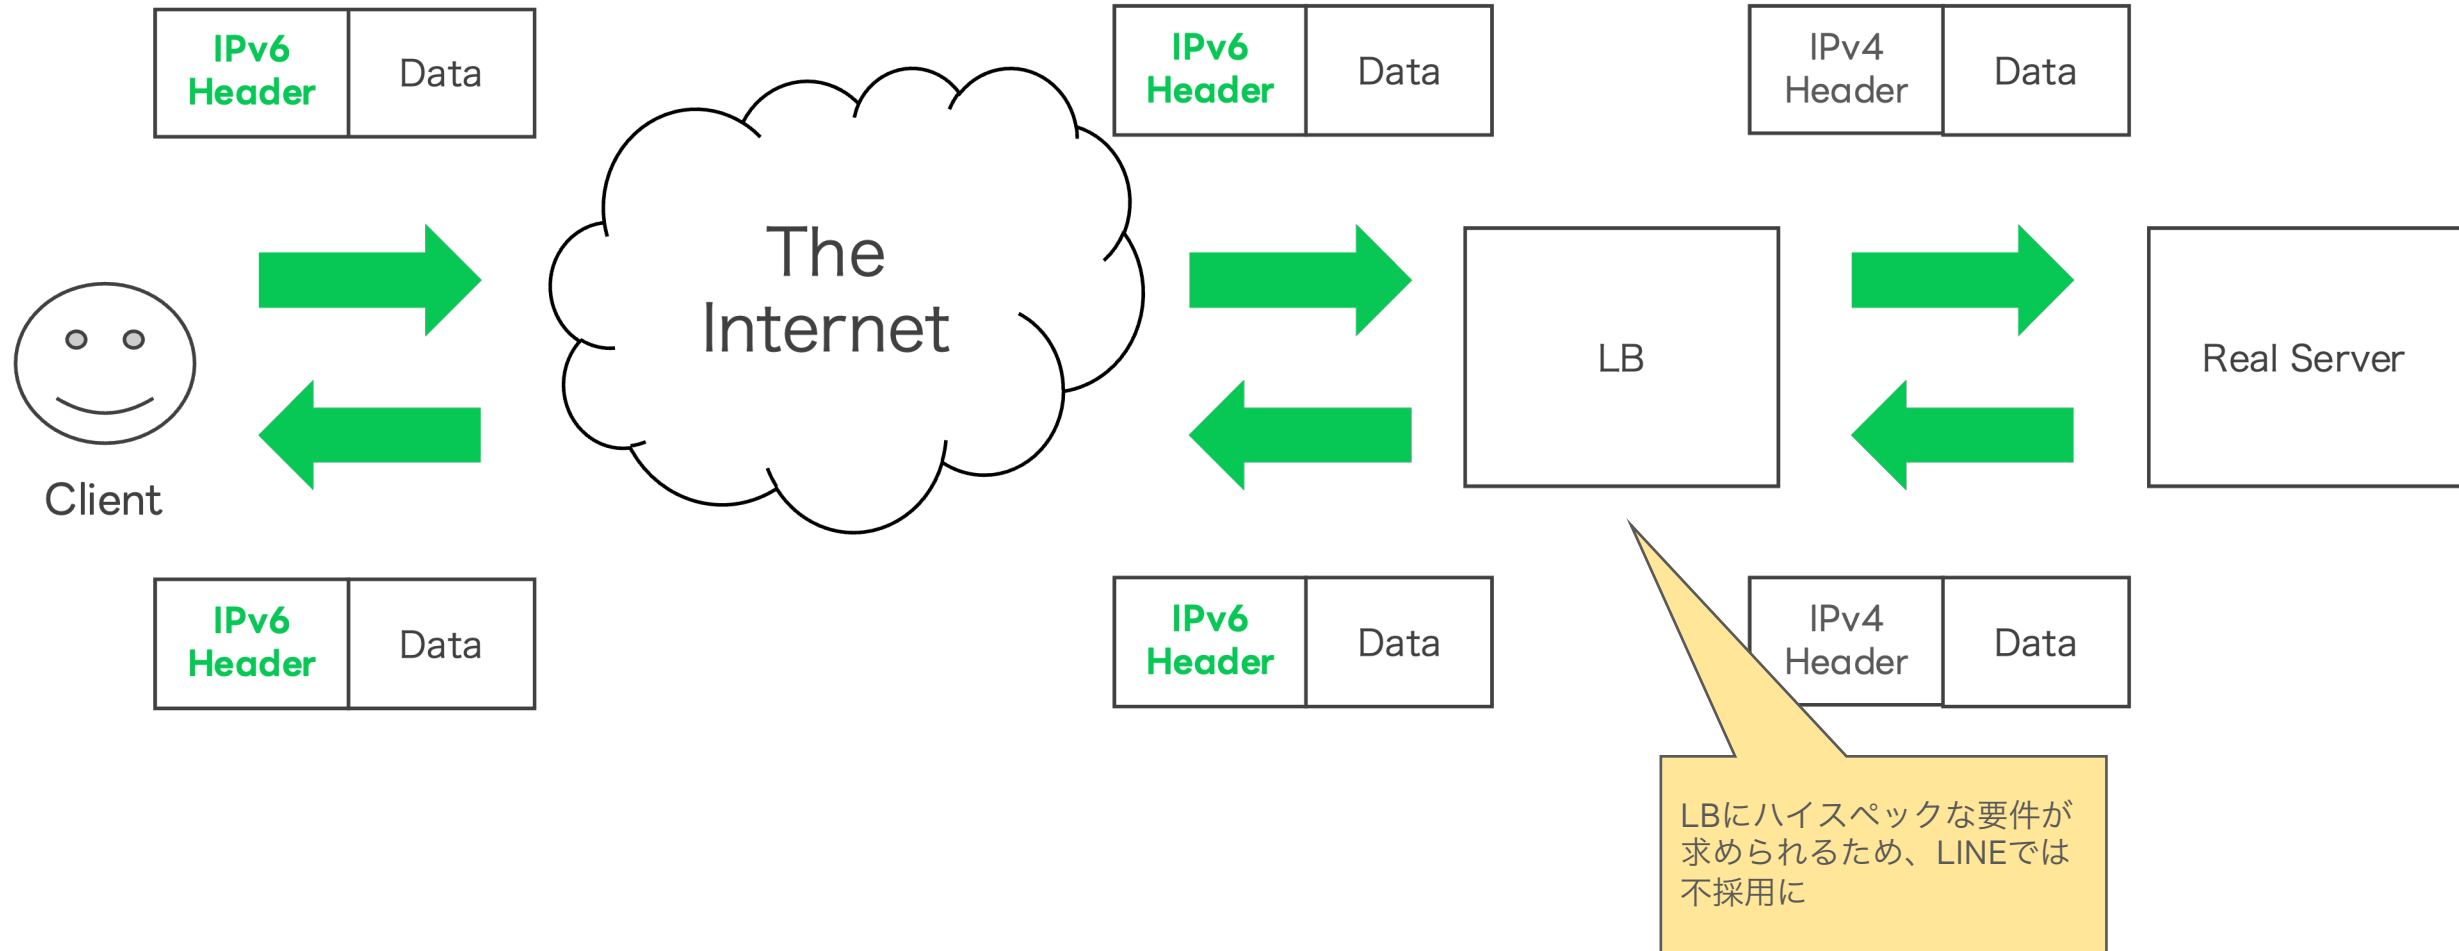 IPv6
Header
Data
IPv6
Header
Data
IPv4
Header
Data
The
Internet
LB
Real Server
Client
IPv6
Header
Data
IPv6
Header
Data
IPv4
Header
Data
LBにハイスペックな要件が
求められるため、LINEでは
不採用に